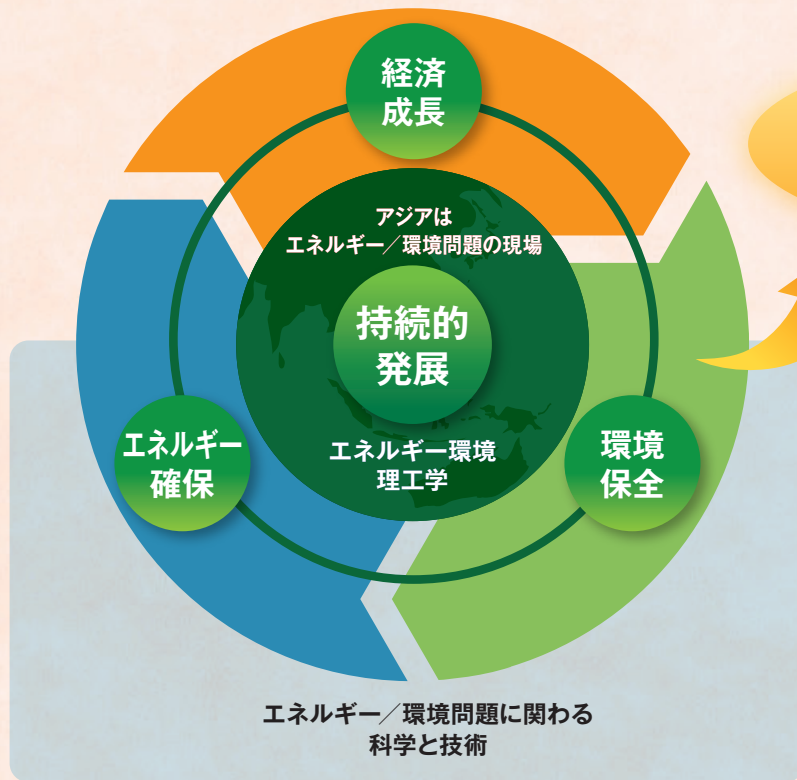 経済
成長
アジアは
エネルギー／環境問題の現場
持続的
発展
エネルギー
確保
環境
保全
エネルギー環境
理工学
エネルギー／環境問題に関わる
科学と技術